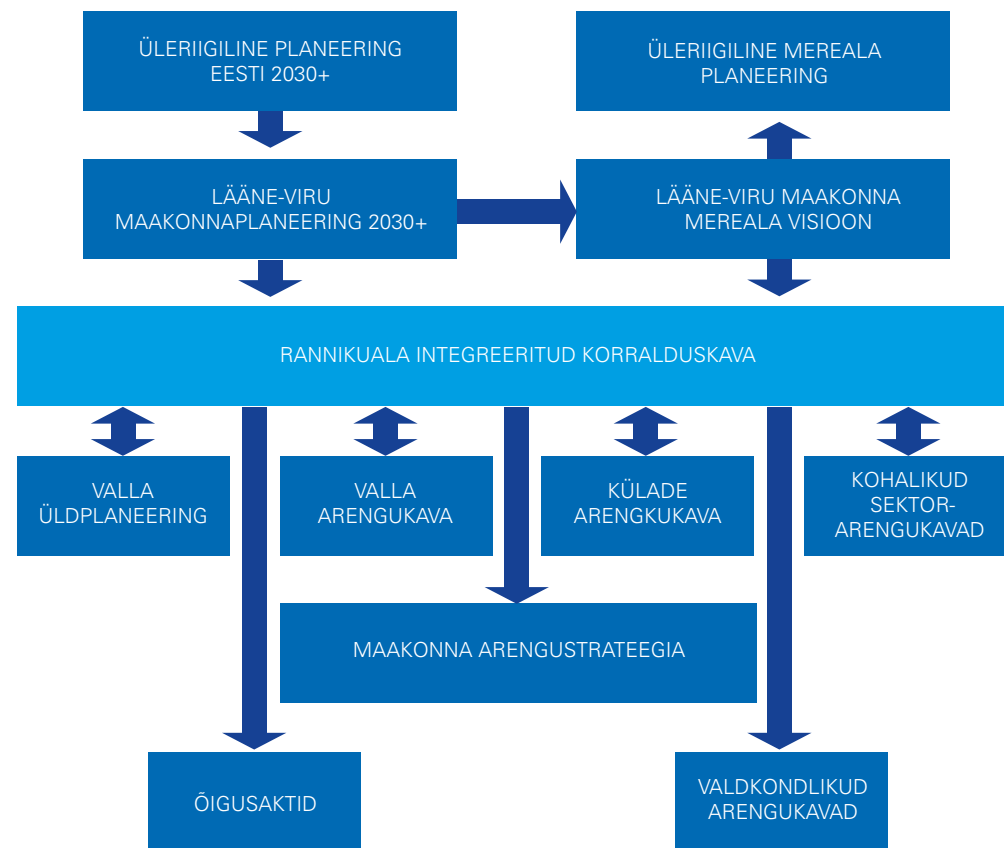 ÜLERIIGILINE PLANEERING
EESTI 2030+
ÜLERIIGILINE MEREALA
PLANEERING
LÄÄNE-VIRU
MAAKONNAPLANEERING 2030+
LÄÄNE-VIRU MAAKONNA
MEREALA VISIOON
RANNIKUALA INTEGREERITUD KORRALDUSKAVA
VALLA
ÜLDPLANEERING
VALLA
ARENGUKAVA
KÜLADE
ARENGKUKAVA
KOHALIKUD
SEKTOR-
ARENGUKAVAD
MAAKONNA ARENGUSTRATEEGIA
ÕIGUSAKTID
VALDKONDLIKUD
ARENGUKAVAD